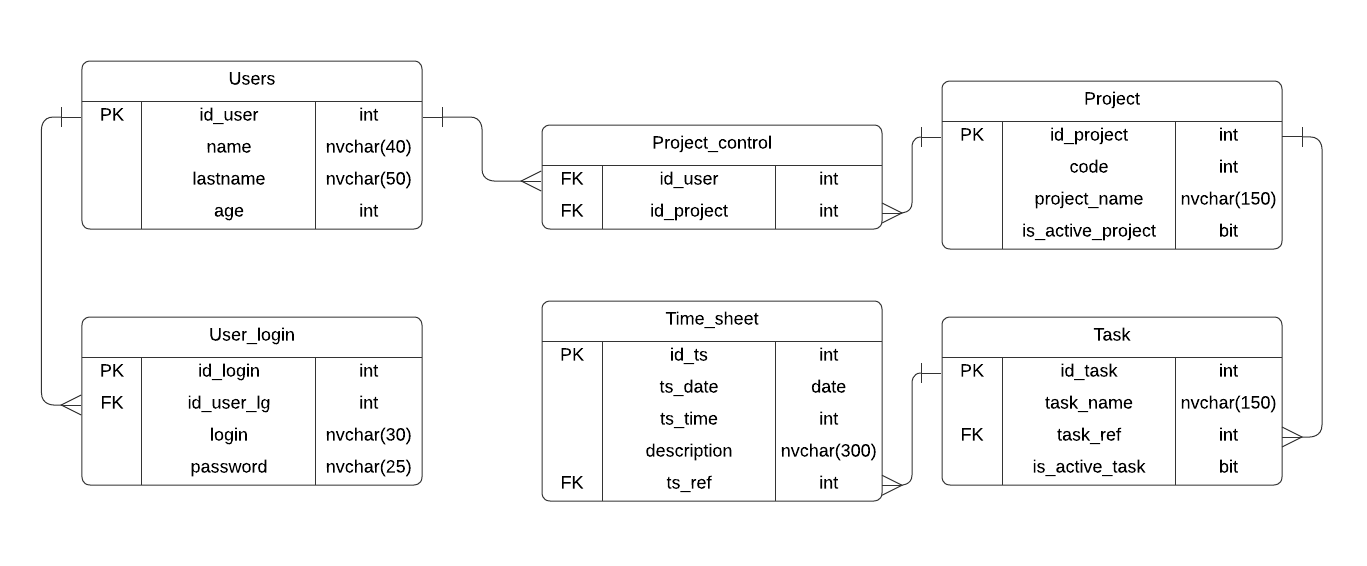 Users
PK id_user int
name nvchar(40)
lastname nvchar(50)
age int
Project_control
FK id_user int
FK id_project int
Project
PK id_project int
code int
project_name nvchar(150)
is_active_project bit
User_login
PK id_login int
FK id_user_lg int
login nvchar(30)
password nvchar(25)
Time_sheet
PK id_ts int
ts_date date
ts_time int
description nvchar(300)
FK ts_ref int
Task
PK id_task int
task_name nvchar(150)
FK task_ref int
is_active_task bit